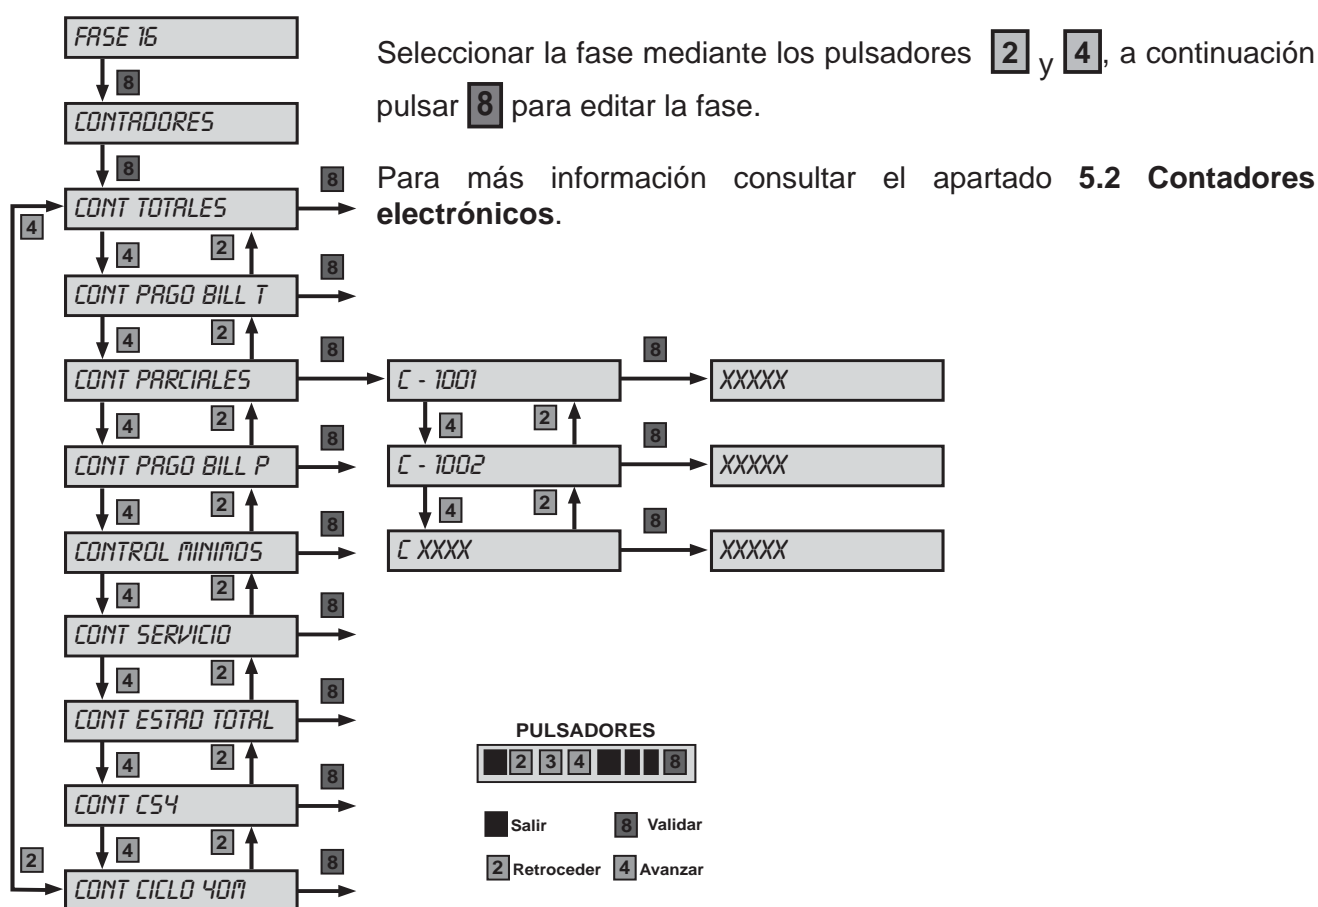 FASE 16
Seleccionar la fase mediante los pulsadores 2 y 4, a continuación
pulsar 8 para editar la fase.
8
CONTADORES
8
8
Para más información consultar el apartado 5.2 Contadores
electrónicos.
CONT TOTALES
4
4
2
8
CONT PAGO BILL T
4
2
8
8
CONT PARCIALES
C - 1001
XXXXX
4
2
8
4
2
8
CONT PAGO BILL P
C - 1002
XXXXX
4
2
8
4
2
8
CONTROL MINIMOS
C XXXX
XXXXX
4
2
8
CONT SERVICIO
4
2
8
CONT ESTAD TOTAL
4
2
8
CONT CS4
4
2
8
2
CONT CICLO 40M
PULSADORES
2 3 4 8
Salir
8 Validar
2 Retroceder
4 Avanzar